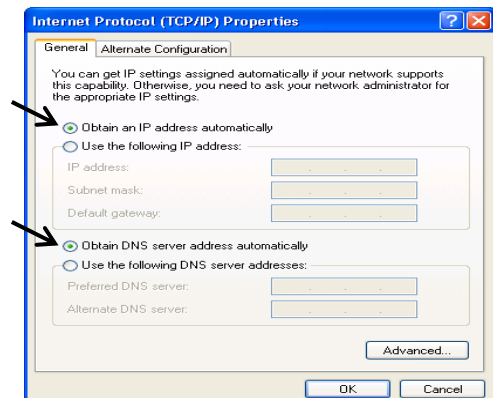 Internet Protocol (TCP/IP) Properties
General
Alternate Configuration
You can get IP settings assigned automatically if your network supports
this capability. Otherwise, you need to ask your network administrator for
the appropriate IP settings.
Obtain an IP address automatically
Use the following IP address:
IP address:
Subnet mask:
Default gateway:
Obtain DNS server address automatically
Use the following DNS server addresses:
Preferred DNS server:
Alternate DNS server:
Advanced...
OK
Cancel